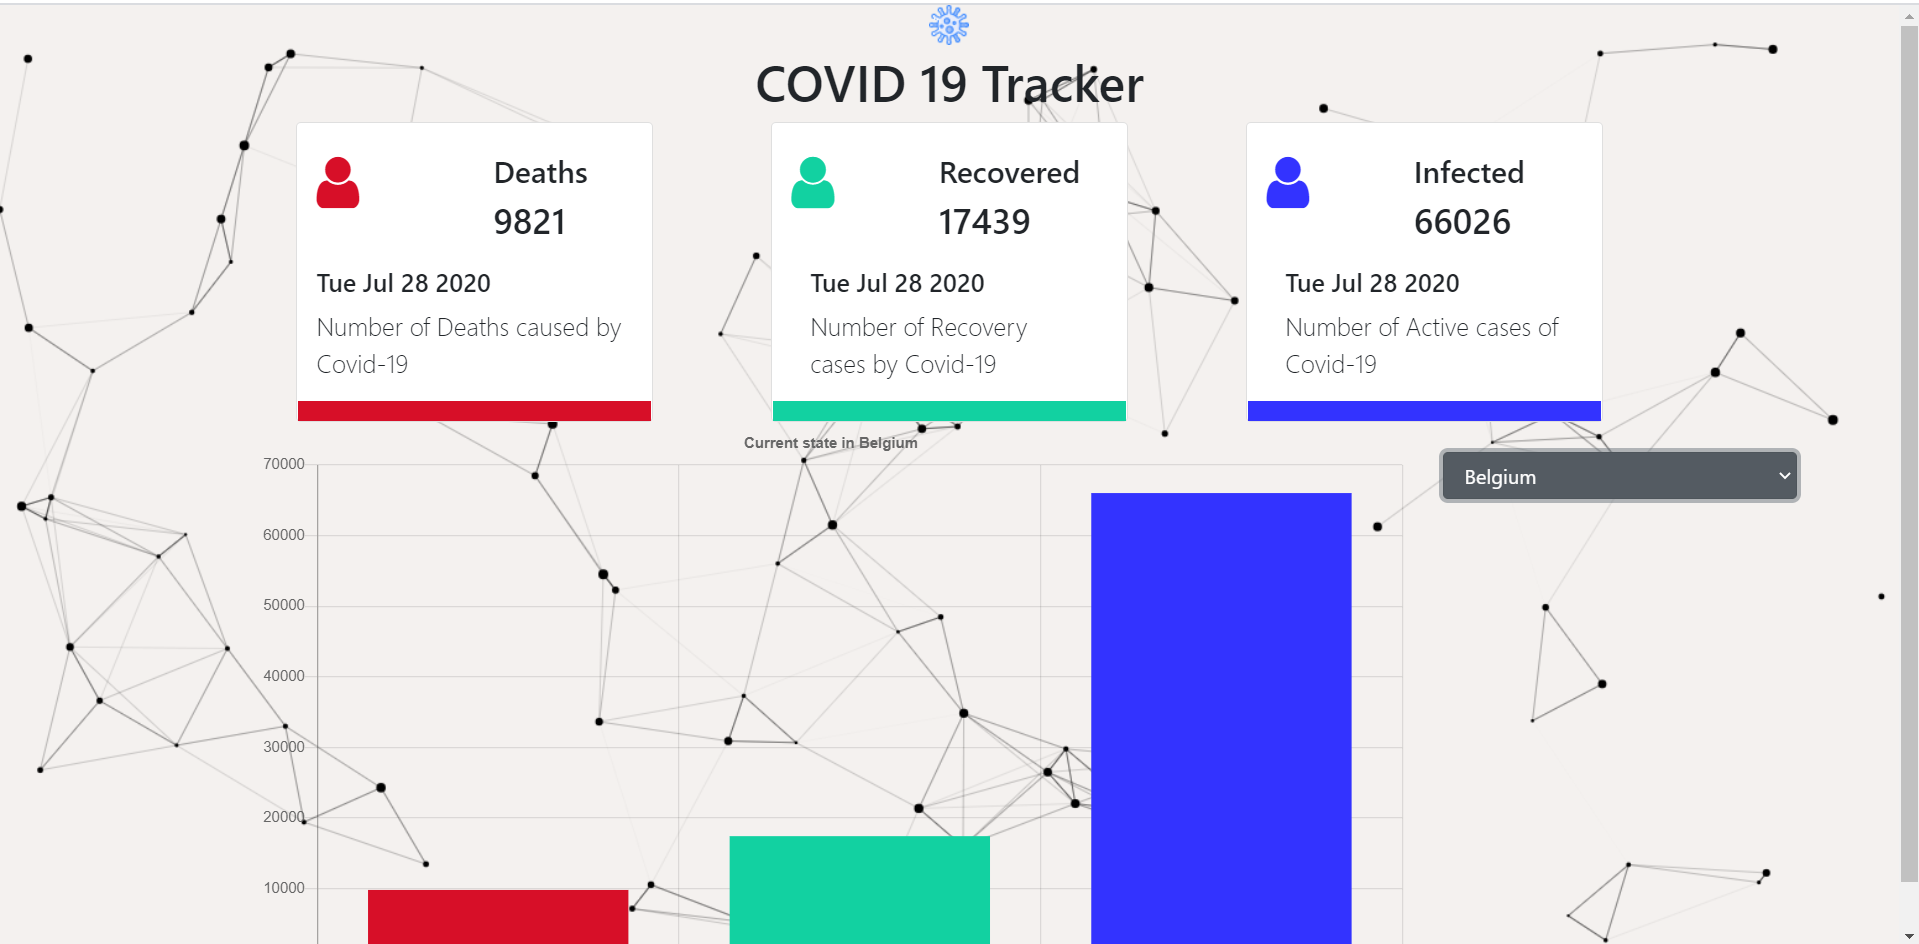 COVID 19 Tracker
Deaths
9821
Tue Jul 28 2020
Number of Deaths caused by
Covid-19
Recovered
17439
Tue Jul 28 2020
Number of Recovery
cases by Covid-19
Infected
66026
Tue Jul 28 2020
Number of Active cases of
Covid-19
Current state in Belgium
Belgium
70000
60000
50000
40000
30000
20000
10000